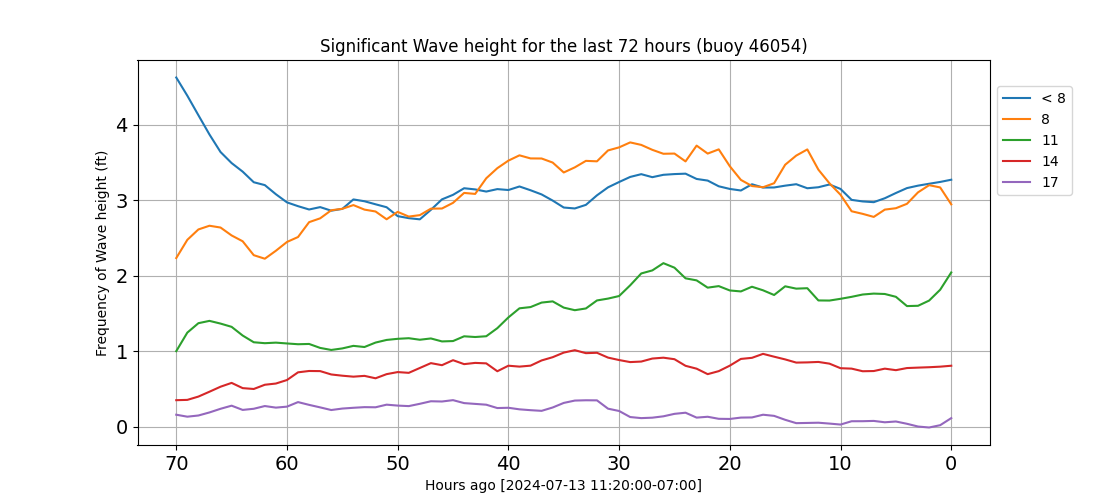 Significant Wave height for the last 72 hours (buoy 46054)
Frequency of Wave height (ft)
4
3
2
1
0
70 60 50 40 30 20 10 0
Hours ago [2024-07-13 11:20:00-07:00]
< 8
8
11
14
17